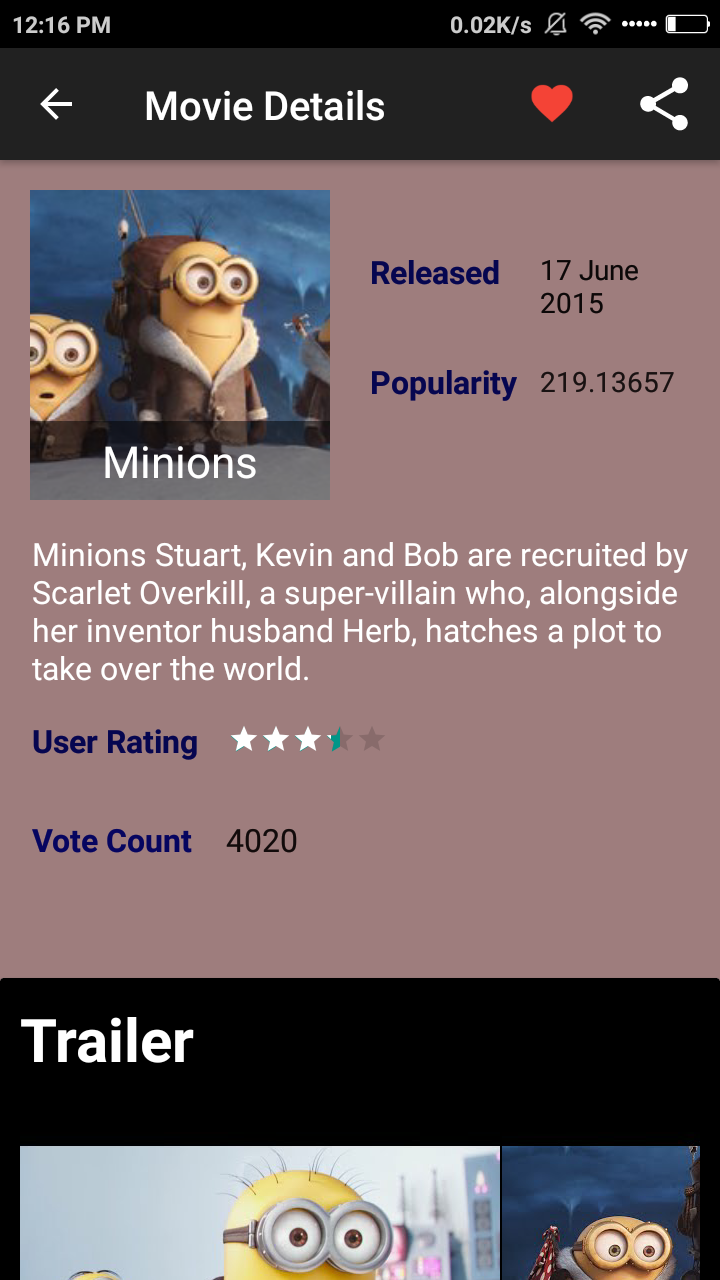 12:16 PM 0.02K/s
Movie Details
Minions
Released 17 June
2015
Popularity 219.13657
Minions Stuart, Kevin and Bob are recruited by
Scarlet Overkill, a super-villain who, alongside
her inventor husband Herb, hatches a plot to
take over the world.
User Rating
Vote Count 4020
Trailer